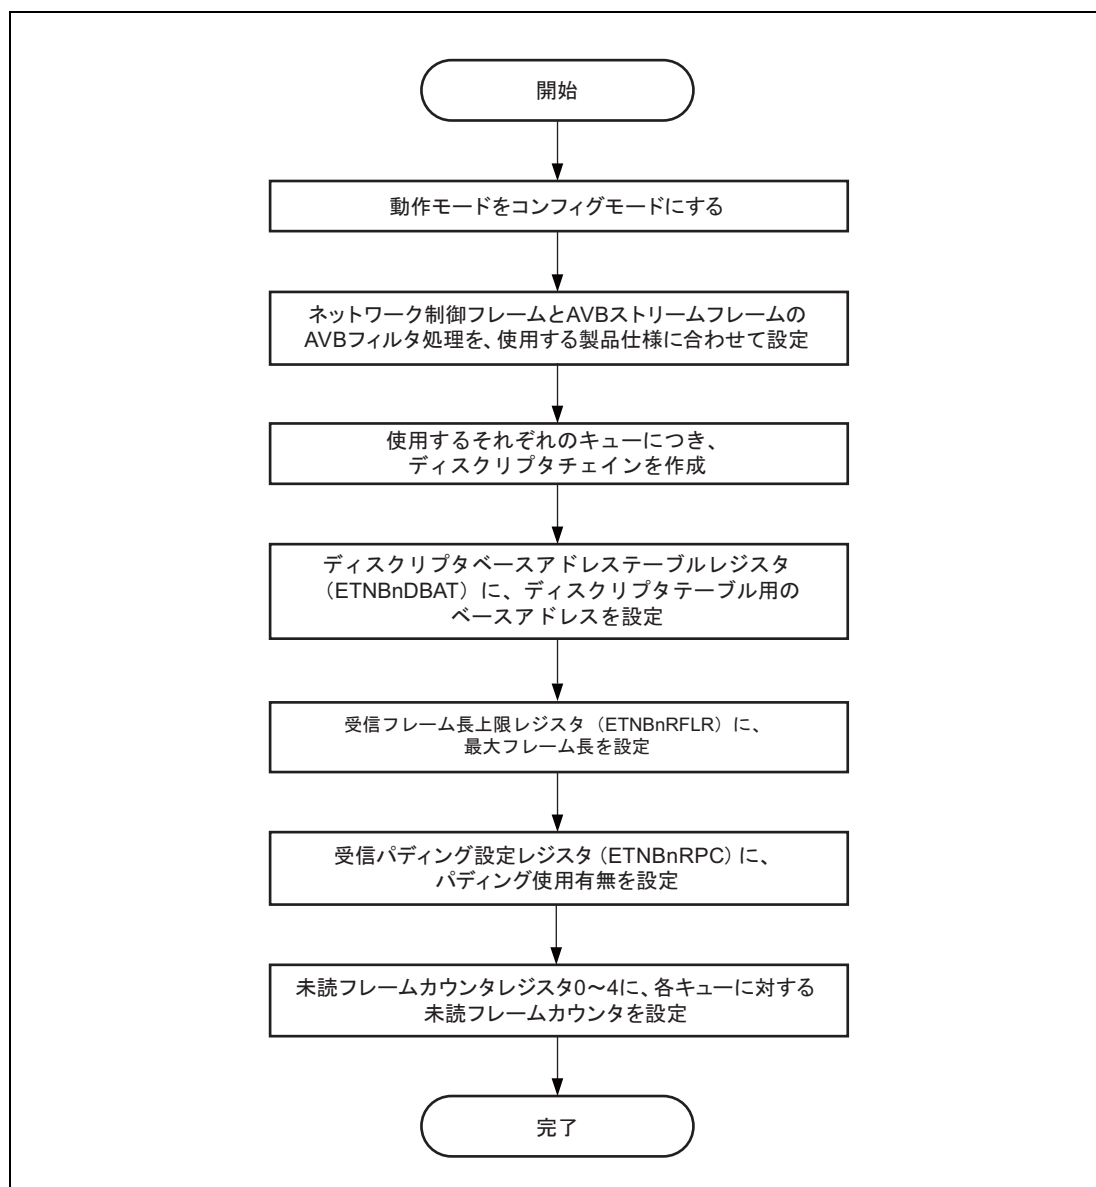 開始
動作モードをコンフィグモードにする
ネットワーク制御フレームとAVBストリームフレームの
AVBフィルタ処理を、使用する製品仕様に合わせて設定
使用するそれぞれのキューにつき、
ディスクリプタチェインを作成
ディスクリプタベースアドレステーブルレジスタ
（ETNBnDBAT）に、ディスクリプタテーブル用の
ベースアドレスを設定
受信フレーム長上限レジスタ（ETNBnRFLR）に、
最大フレーム長を設定
受信パディング設定レジスタ（ETNBnRPC）に、
パディング使用有無を設定
未読フレームカウンタレジスタ0～4に、各キューに対する
未読フレームカウンタを設定
完了